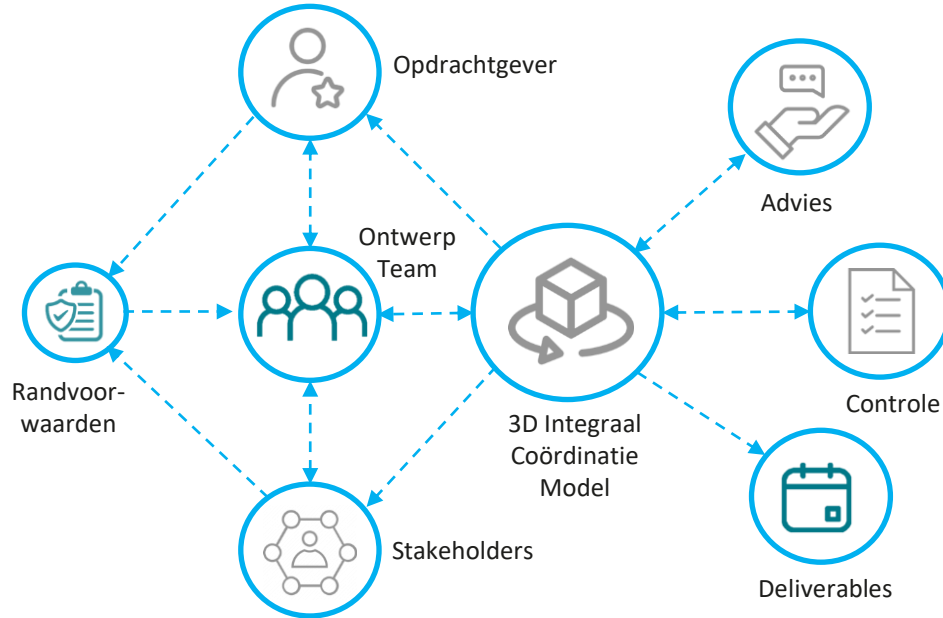 Opdrachtgever
Advies
Ontwerp
Team
Randvoor-
waarden
3D Integraal
Coördinatie
Model
Controle
Stakeholders
Deliverables